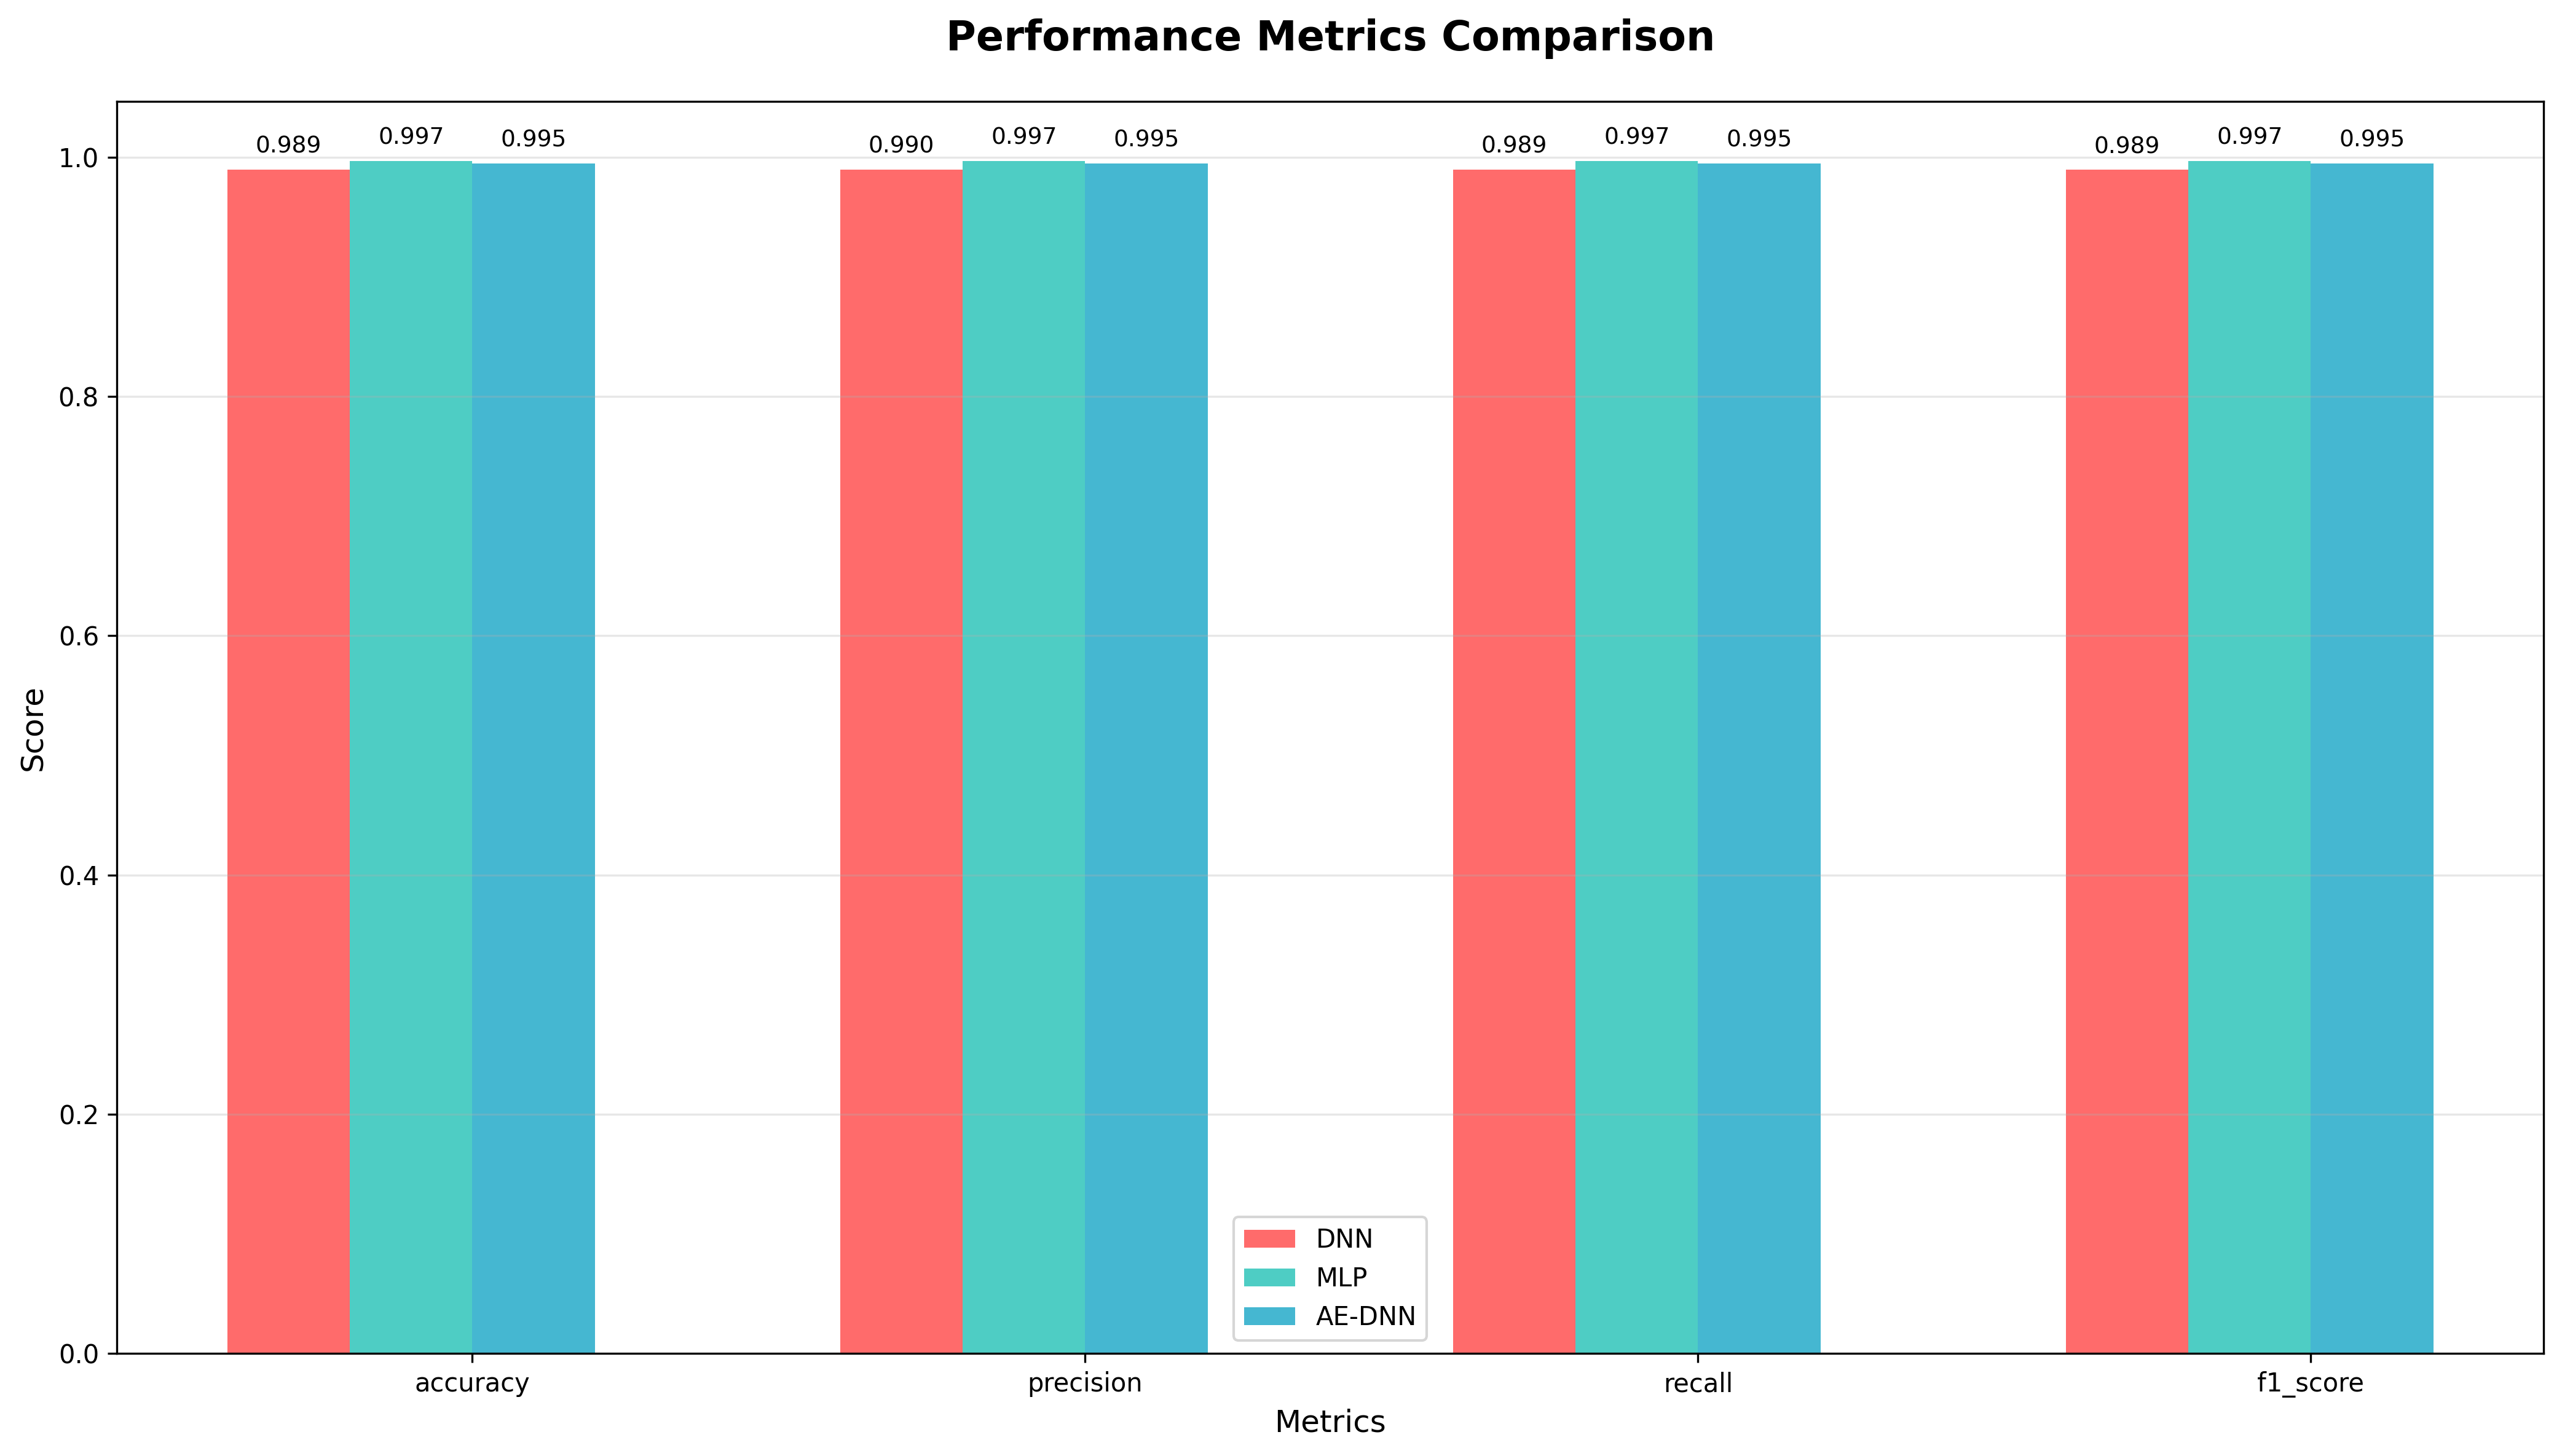 Performance Metrics Comparison
0.989 0.997 0.995 0.990 0.997 0.995 0.989 0.997 0.995 0.989 0.997 0.995
1.0
0.8
0.6
0.4
0.2
0.0
Score
DNN
MLP
AE-DNN
accuracy precision recall f1_score
Metrics